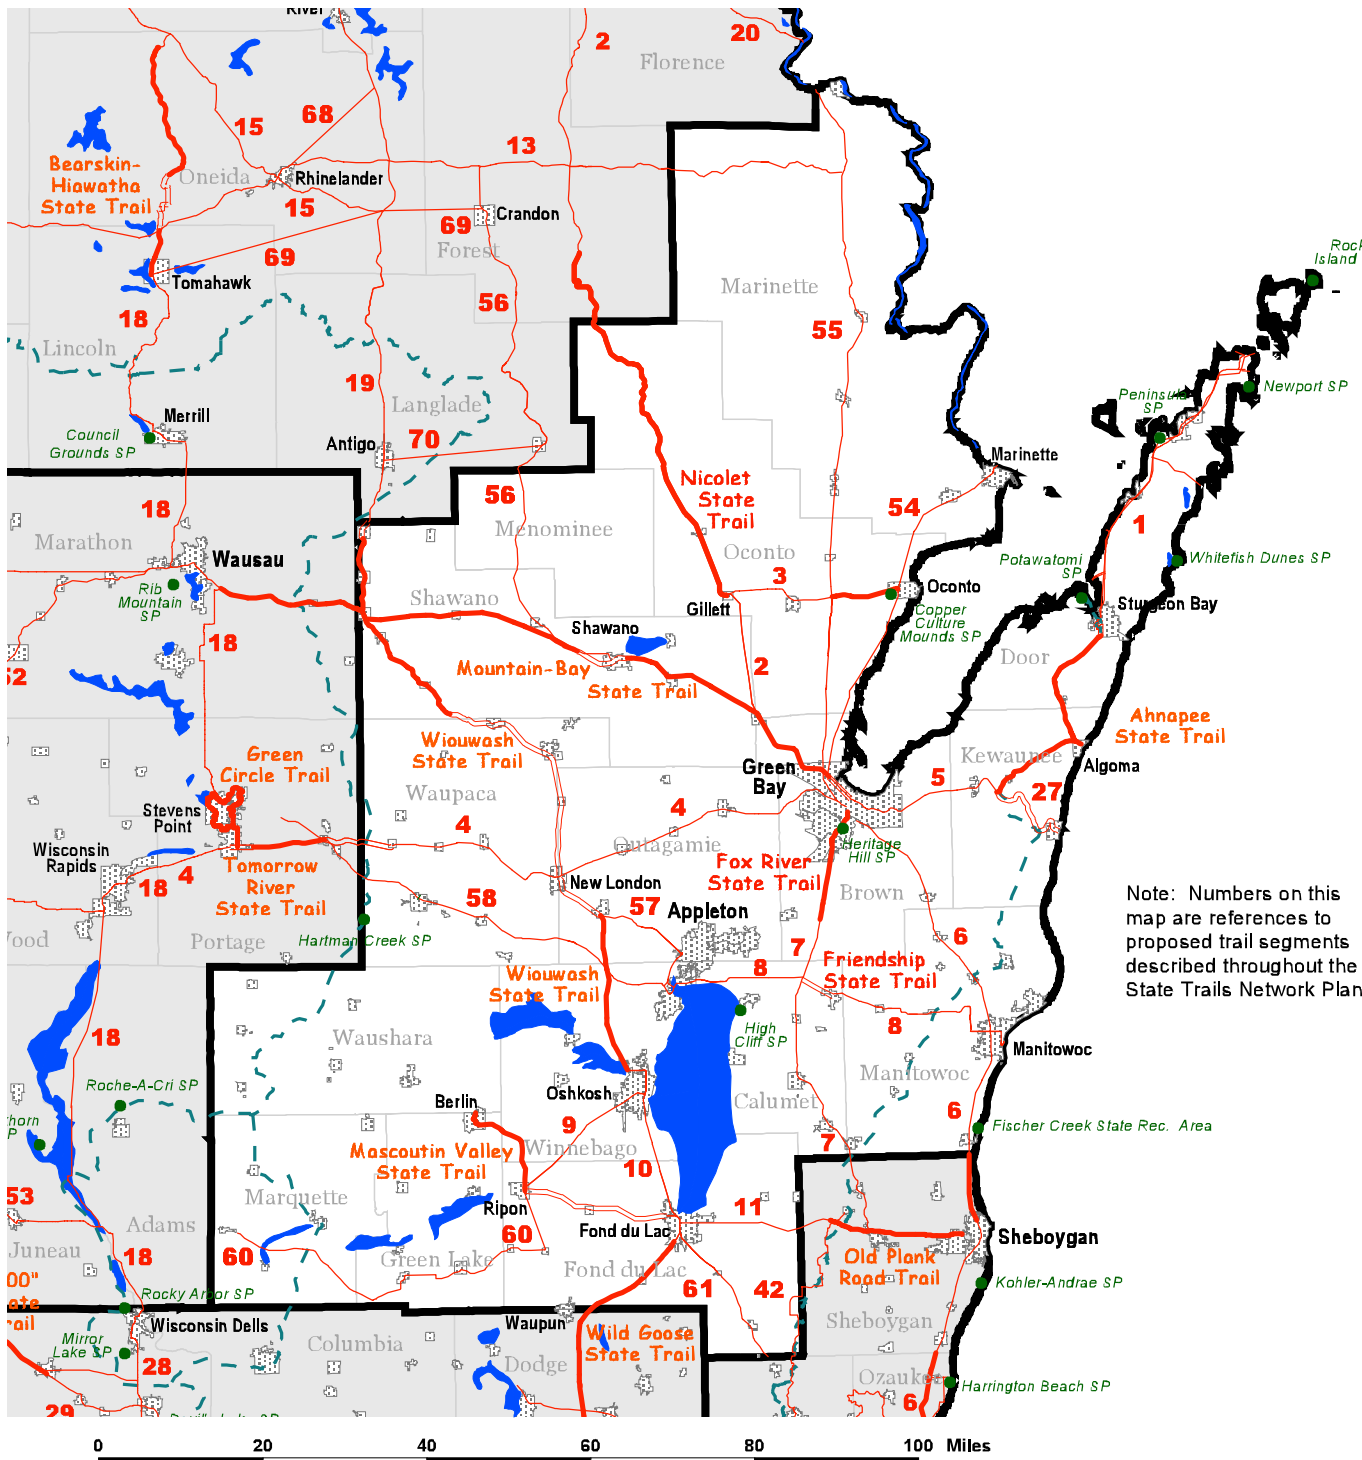 River
2
20
Florence
68
15
13
Bearskin-
Hiawatha
State Trail
Oneida
Rhinelander
15
69
Crandon
Forest
69
Tomahawk
Marinette
Rock
Island
18
56
55
Lincoln
19
Langlade
Newport SP
Peninsula
SP
Merrill
Council
Grounds SP
Antigo
70
Marinette
Nicolet
State
Trail
56
54
18
1
Menominee
Marathon
Oconto
Wausau
Potawatomi
SP
Whitefish Dunes SP
Rib
Mountain
SP
3
Oconto
Shawano
Gillett
Copper
Culture
Mounds SP
Sturgeon Bay
18
Shawano
Door
52
Mountain-Bay
State Trail
2
Ahnapee
State Trail
Wiouwash
State Trail
Green
Circle Trail
Kewaunee
Algoma
Green
Bay
5
27
Waupaca
Stevens
Point
4
4
Outagamie
Wisconsin
Rapids
Heritage
Hill SP
18
4
Tomorrow
River
State Trail
Fox River
State Trail
New London
Brown
58
57
Appleton
Note: Numbers on this
map are references to
proposed trail segments
described throughout the
State Trails Network Plan
Portage
Hartman Creek SP
7
6
8
Friendship
State Trail
Wiouwash
State Trail
18
Waushara
High
Cliff SP
8
Manitowoc
Manitowoc
Roche-A-Cri SP
Oshkosh
Berlin
Calumet
6
9
Fischer Creek State Rec. Area
7
Mascoutin Valley
State Trail
Winnebago
10
53
Marquette
Ripon
11
Adams
Fond du Lac
Sheboygan
60
60
18
Juneau
Green Lake
Fond du Lac
Old Plank
Road Trail
61
42
Kohler-Andrae SP
00"
ate
rail
Rocky Arbor SP
Wisconsin Dells
Waupun
Sheboygan
Wild Goose
State Trail
Mirror
Lake SP
Columbia
28
Dodge
Harrington Beach SP
6
29
0 20 40 60 80 100 Miles